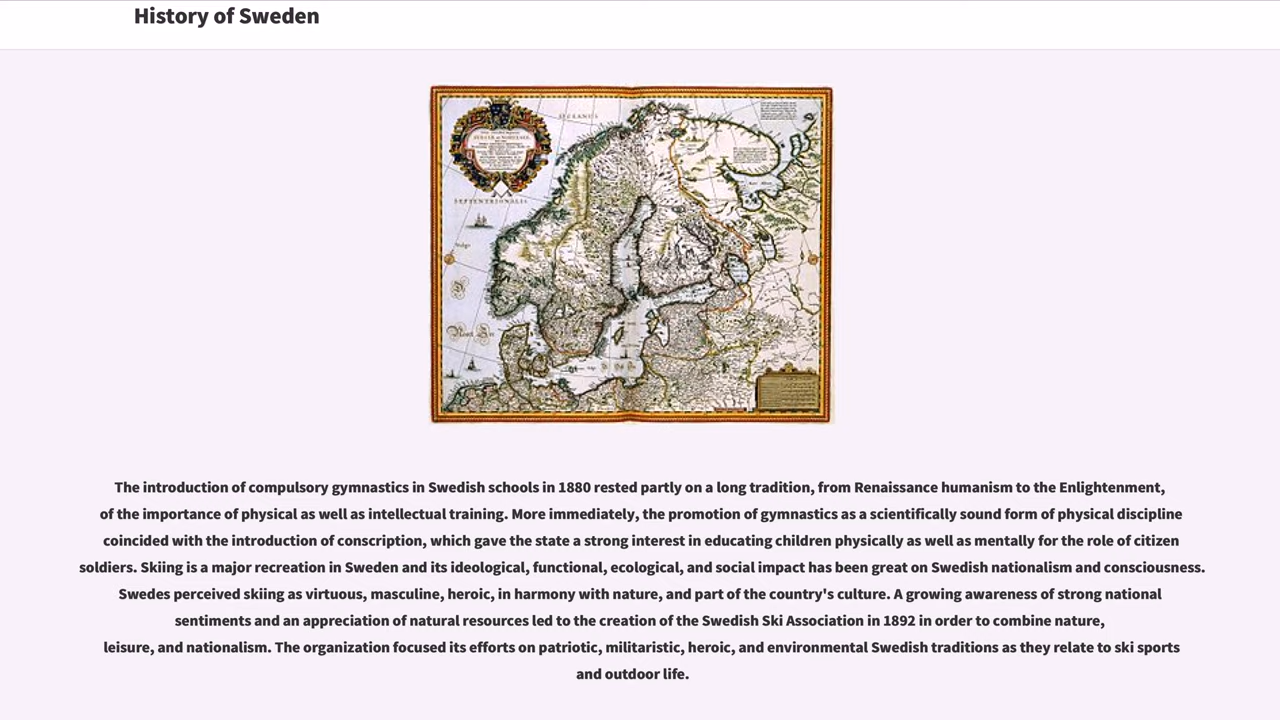 History of Sweden
OCEANUS
SEPTENTRIONALIS
The introduction of compulsory gymnastics in Swedish schools in 1880 rested partly on a long tradition, from Renaissance humanism to the Enlightenment,
of the importance of physical as well as intellectual training. More immediately, the promotion of gymnastics as a scientifically sound form of physical discipline
coincided with the introduction of conscription, which gave the state a strong interest in educating children physically as well as mentally for the role of citizen
soldiers. Skiing is a major recreation in Sweden and its ideological, functional, ecological, and social impact has been great on Swedish nationalism and consciousness.
Swedes perceived skiing as virtuous, masculine, heroic, in harmony with nature, and part of the country's culture. A growing awareness of strong national
sentiments and an appreciation of natural resources led to the creation of the Swedish Ski Association in 1892 in order to combine nature,
leisure, and nationalism. The organization focused its efforts on patriotic, militaristic, heroic, and environmental Swedish traditions as they relate to ski sports
and outdoor life.